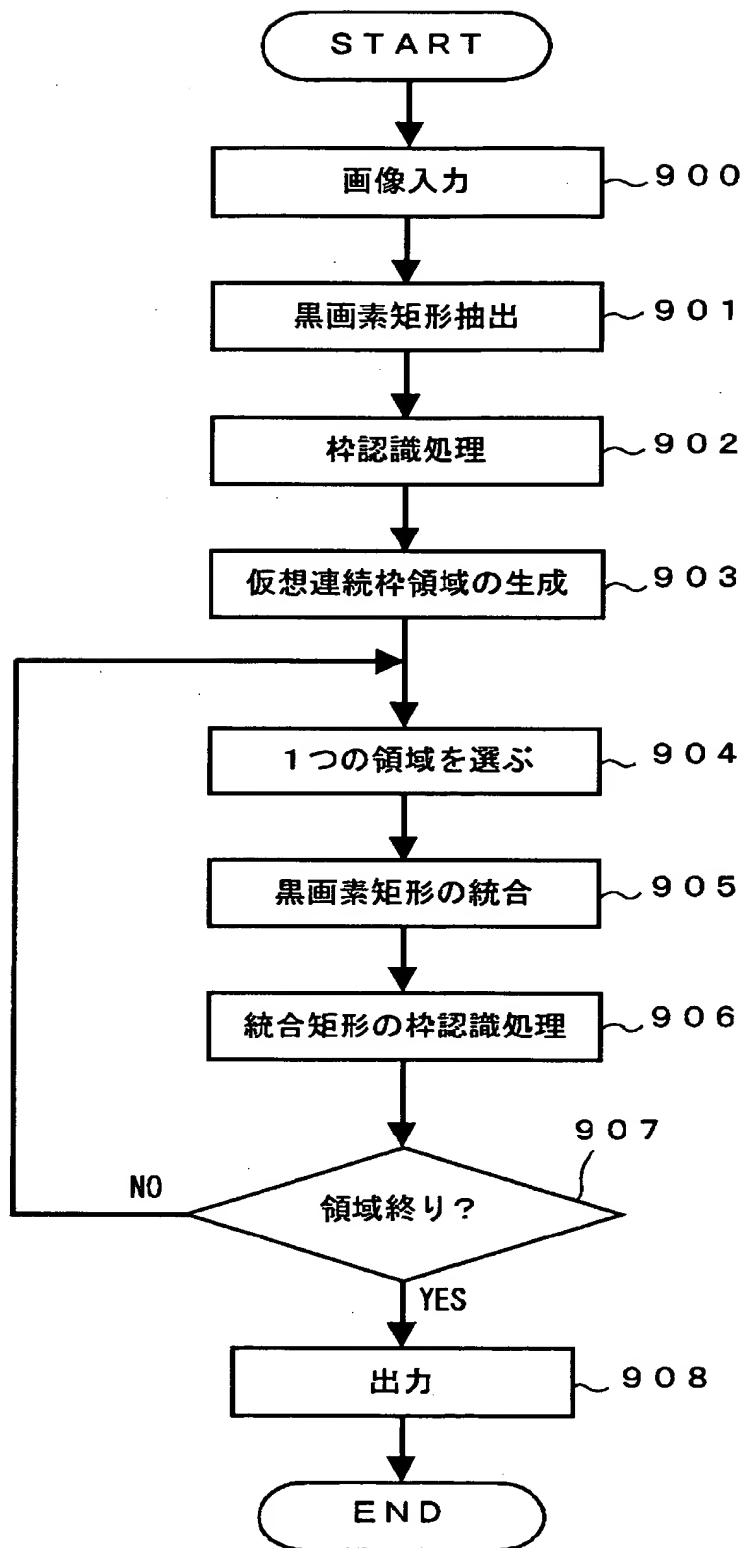 START
画像入力
900
黒画素矩形抽出
901
枠認識処理
902
仮想連続枠領域の生成
903
1つの領域を選ぶ
904
黒画素矩形の統合
905
統合矩形の枠認識処理
906
907
領域終り?
NO
YES
出力
908
END